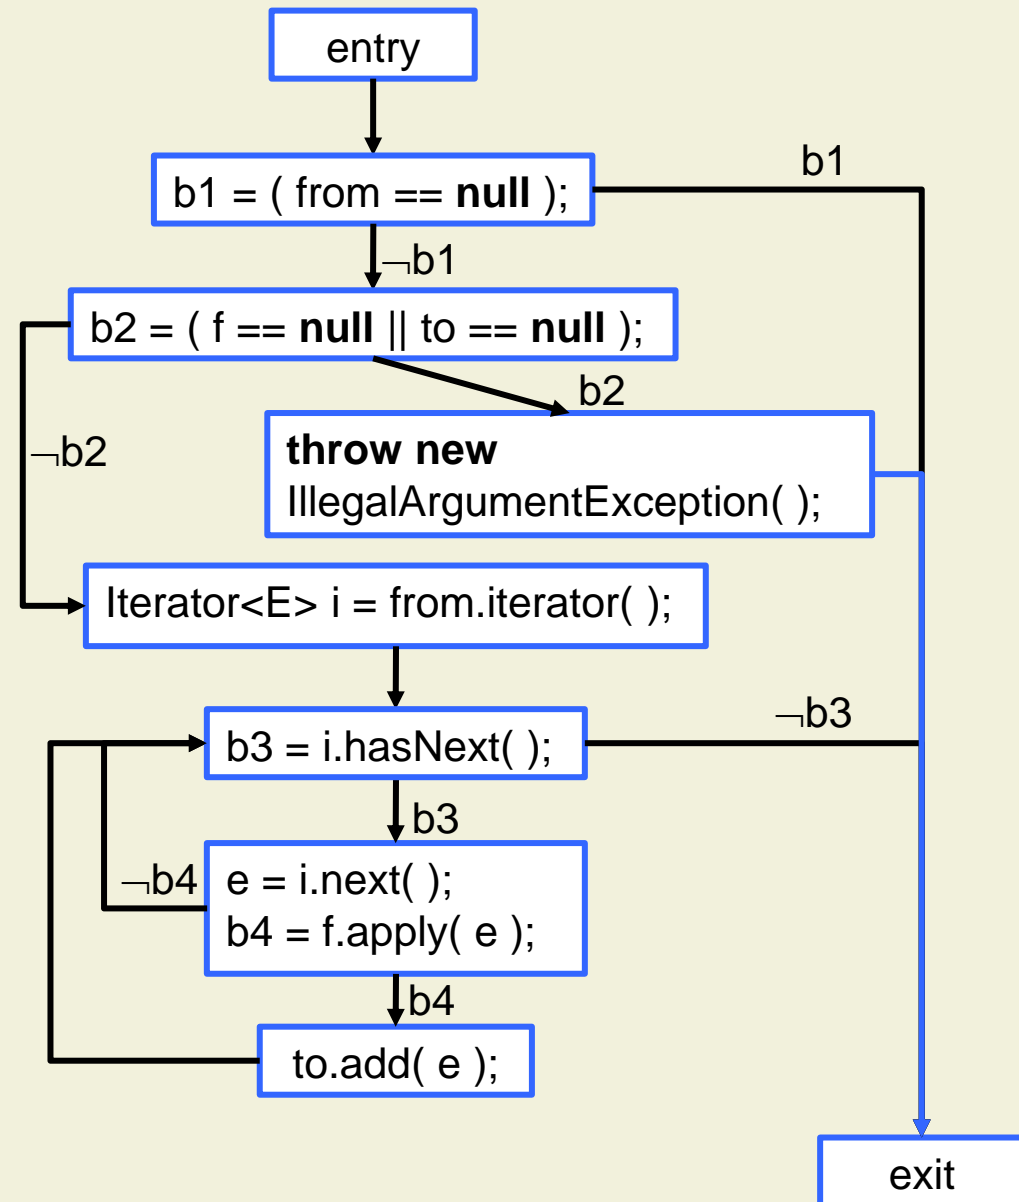 entry
b1
b1 = ( from == null );
¬b1
b2 = ( f == null || to == null );
b2
¬b2
throw new
IllegalArgumentException( );
Iterator<E> i = from.iterator( );
¬b3
b3 = i.hasNext( );
b3
¬b4
e = i.next( );
b4 = f.apply( e );
b4
to.add( e );
exit